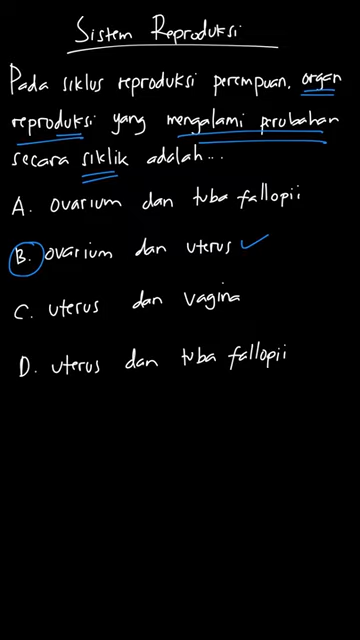 Sistem Reproduksi
Pada siklus reproduksi perempuan, organ
reproduksi yang mengalami perubahan
secara siklik adalah...
A. ovarium dan tuba fallopii
B. ovarium dan uterus
C. uterus dan vagina
D. uterus dan tuba fallopii